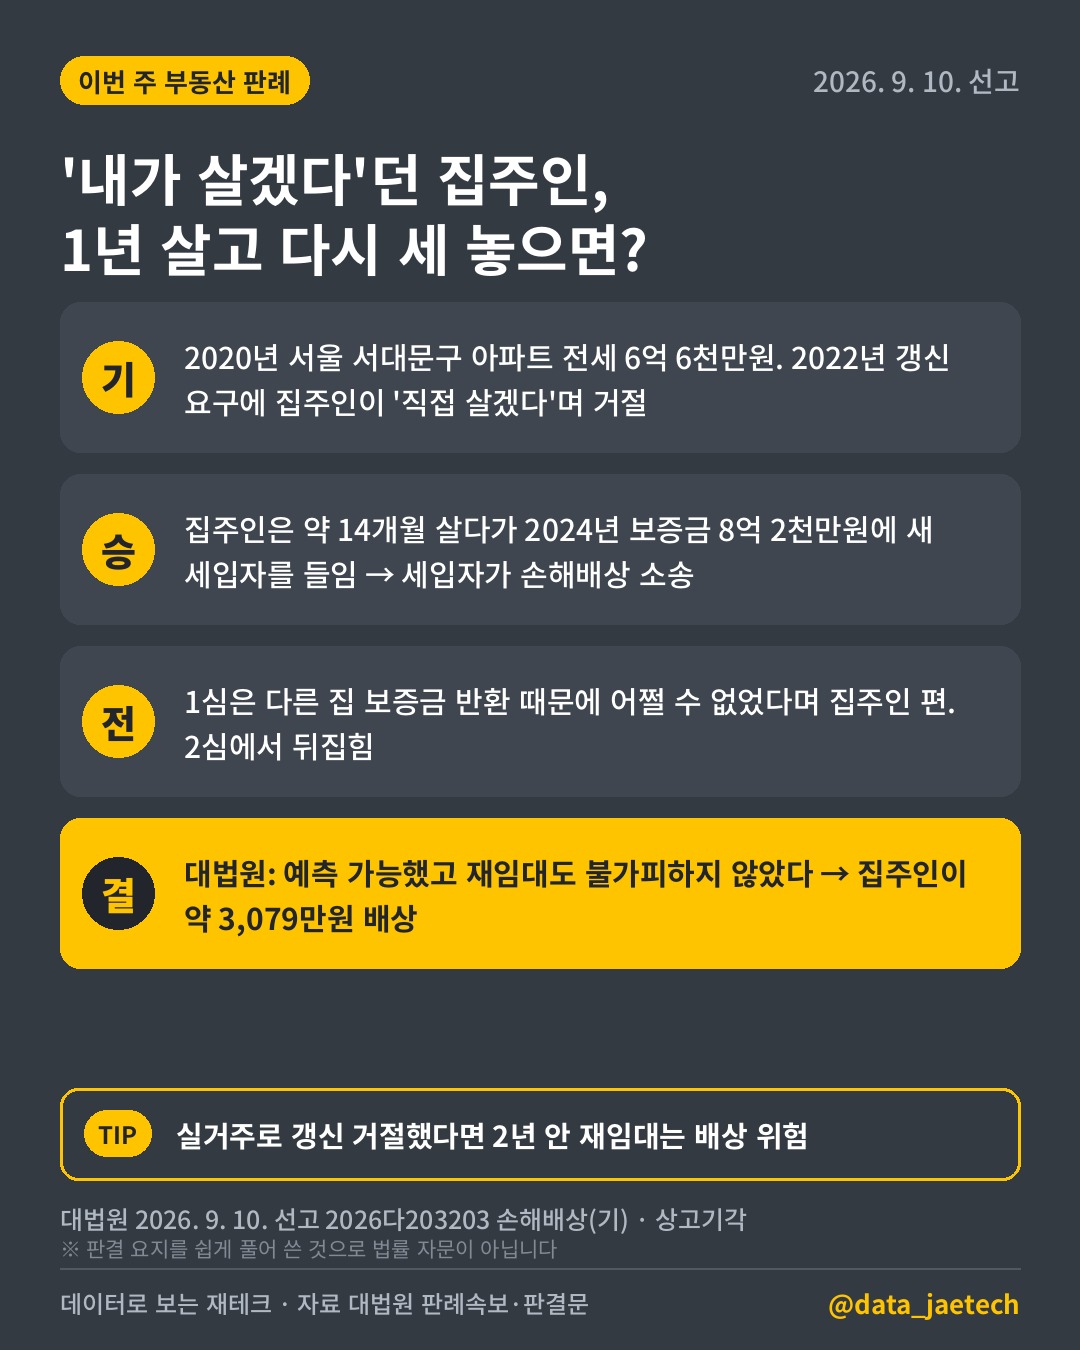 이번 주 부동산 판례
2026. 9. 10. 선고
'내가 살겠다'던 집주인,
1년 살고 다시 세 놓으면?
기
2020년 서울 서대문구 아파트 전세 6억 6천만원. 2022년 갱신
요구에 집주인이 '직접 살겠다'며 거절
승
집주인은 약 14개월 살다가 2024년 보증금 8억 2천만원에 새
세입자를 들임 → 세입자가 손해배상 소송
전
1심은 다른 집 보증금 반환 때문에 어쩔 수 없었다며 집주인 편.
2심에서 뒤집힘
결
대법원: 예측 가능했고 재임대도 불가피하지 않았다 → 집주인이
약 3,079만원 배상
TIP
실거주로 갱신 거절했다면 2년 안 재임대는 배상 위험
대법원 2026. 9. 10. 선고 2026다203203 손해배상(기) · 상고기각
※ 판결 요지를 쉽게 풀어 쓴 것으로 법률 자문이 아닙니다
데이터로 보는 재테크 · 자료 대법원 판례속보·판결문
@data_jaetech